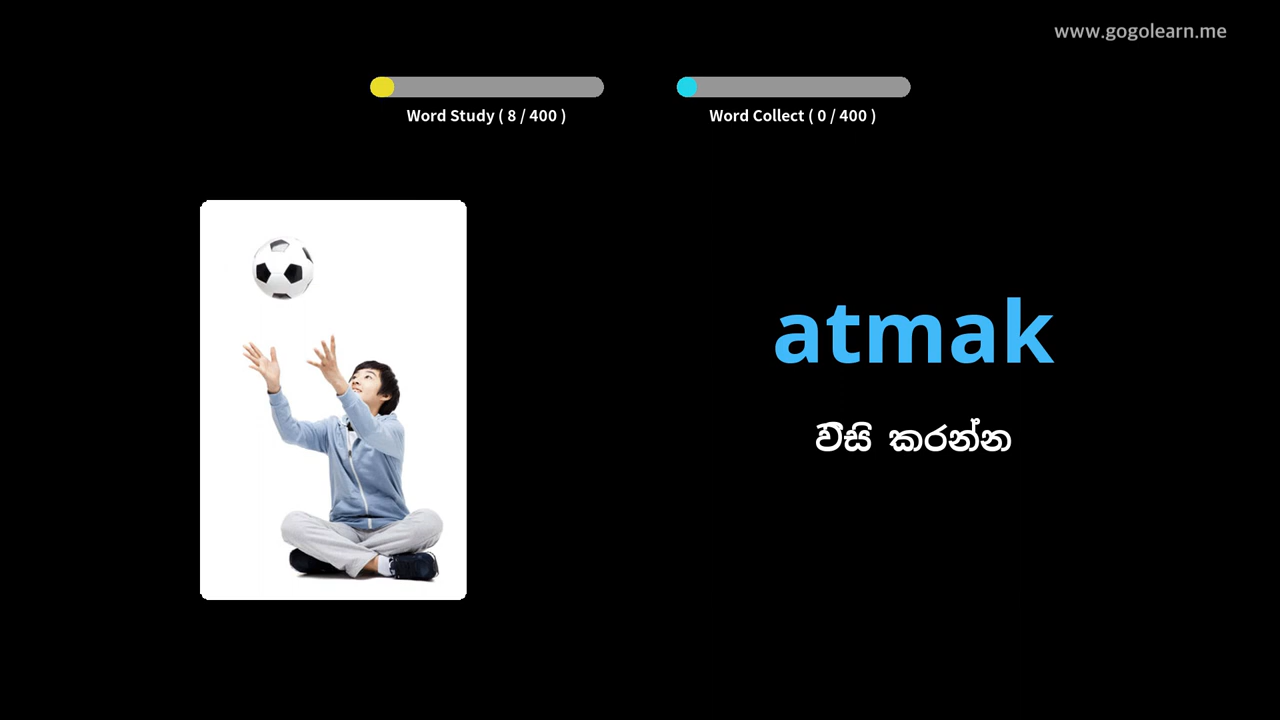 www.gogolearn.me
Word Study ( 8 / 400 )
Word Collect ( 0 / 400 )
atmak
වීසි කරන්න